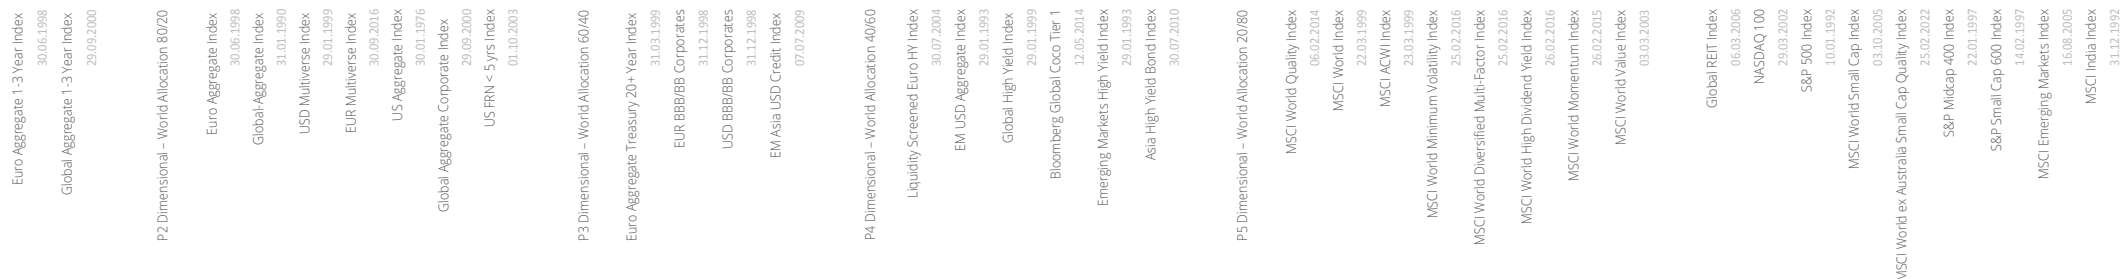 Euro Aggregate 1-3 Year Index
30.06.1998
Global Aggregate 1-3 Year Index
29.09.2000
P2 Dimensional – World Allocation 80/20
Euro Aggregate Index
30.06.1998
Global-Aggregate Index
31.01.1990
USD Multiverse Index
29.01.1999
EUR Multiverse Index
30.09.2016
US Aggregate Index
30.01.1976
Global Aggregate Corporate Index
29.09.2000
US FRN < 5 yrs Index
01.10.2003
P3 Dimensional – World Allocation 60/40
Euro Aggregate Treasury 20+ Year Index
31.03.1999
EUR BBB/BB Corporates
31.12.1998
USD BBB/BB Corporates
31.12.1998
EM Asia USD Credit Index
07.07.2009
P4 Dimensional – World Allocation 40/60
Liquidity Screened Euro HY Index
30.07.2004
EM USD Aggregate Index
29.01.1993
Global High Yield Index
29.01.1999
Bloomberg Global Coco Tier 1
12.05.2014
Emerging Markets High Yield Index
29.01.1993
Asia High Yield Bond Index
30.07.2010
P5 Dimensional – World Allocation 20/80
MSCI World Quality Index
06.02.2014
MSCI World Index
22.03.1999
MSCI ACWI Index
23.03.1999
MSCI World Minimum Volatility Index
25.02.2016
MSCI World Diversified Multi-Factor Index
25.02.2016
MSCI World High Dividend Yield Index
26.02.2016
MSCI World Momentum Index
26.02.2015
MSCI World Value Index
03.03.2003
Global REIT Index
06.03.2006
NASDAQ 100
29.03.2002
S&P 500 Index
10.01.1992
MSCI World Small Cap Index
03.10.2005
MSCI World ex Australia Small Cap Quality Index
25.02.2022
S&P Midcap 400 Index
22.01.1997
S&P Small Cap 600 Index
14.02.1997
MSCI Emerging Markets Index
16.08.2005
MSCI India Index
31.12.1992